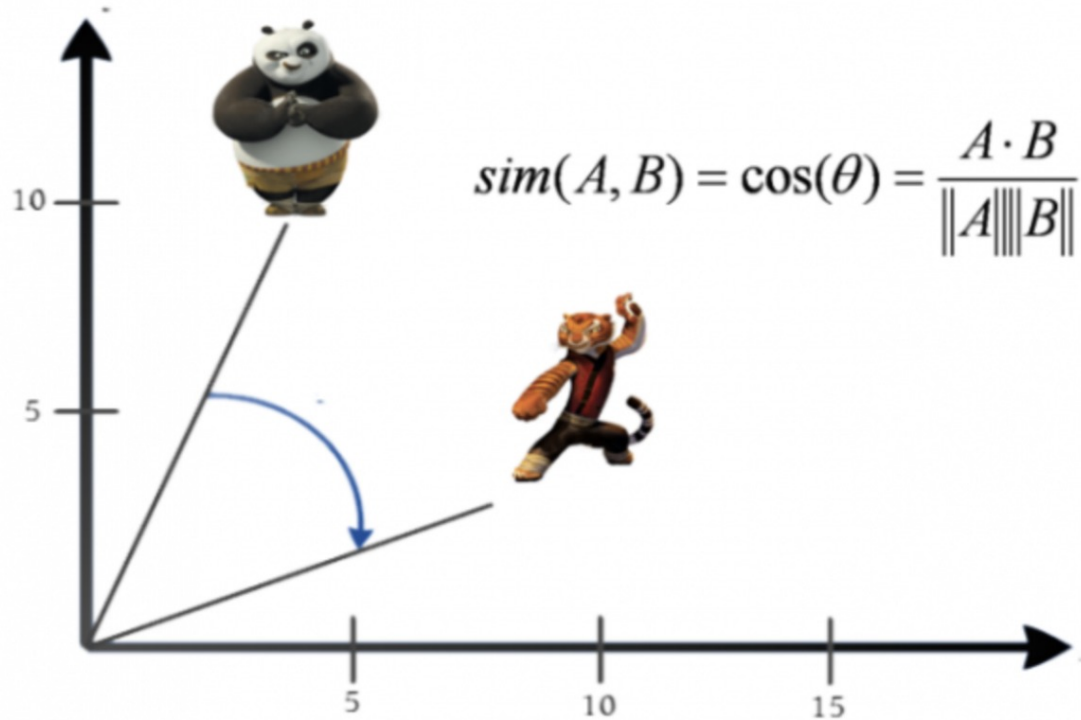 10
sim(A, B) = cos(θ) = A · B / ||A||||B||
5
5 10 15